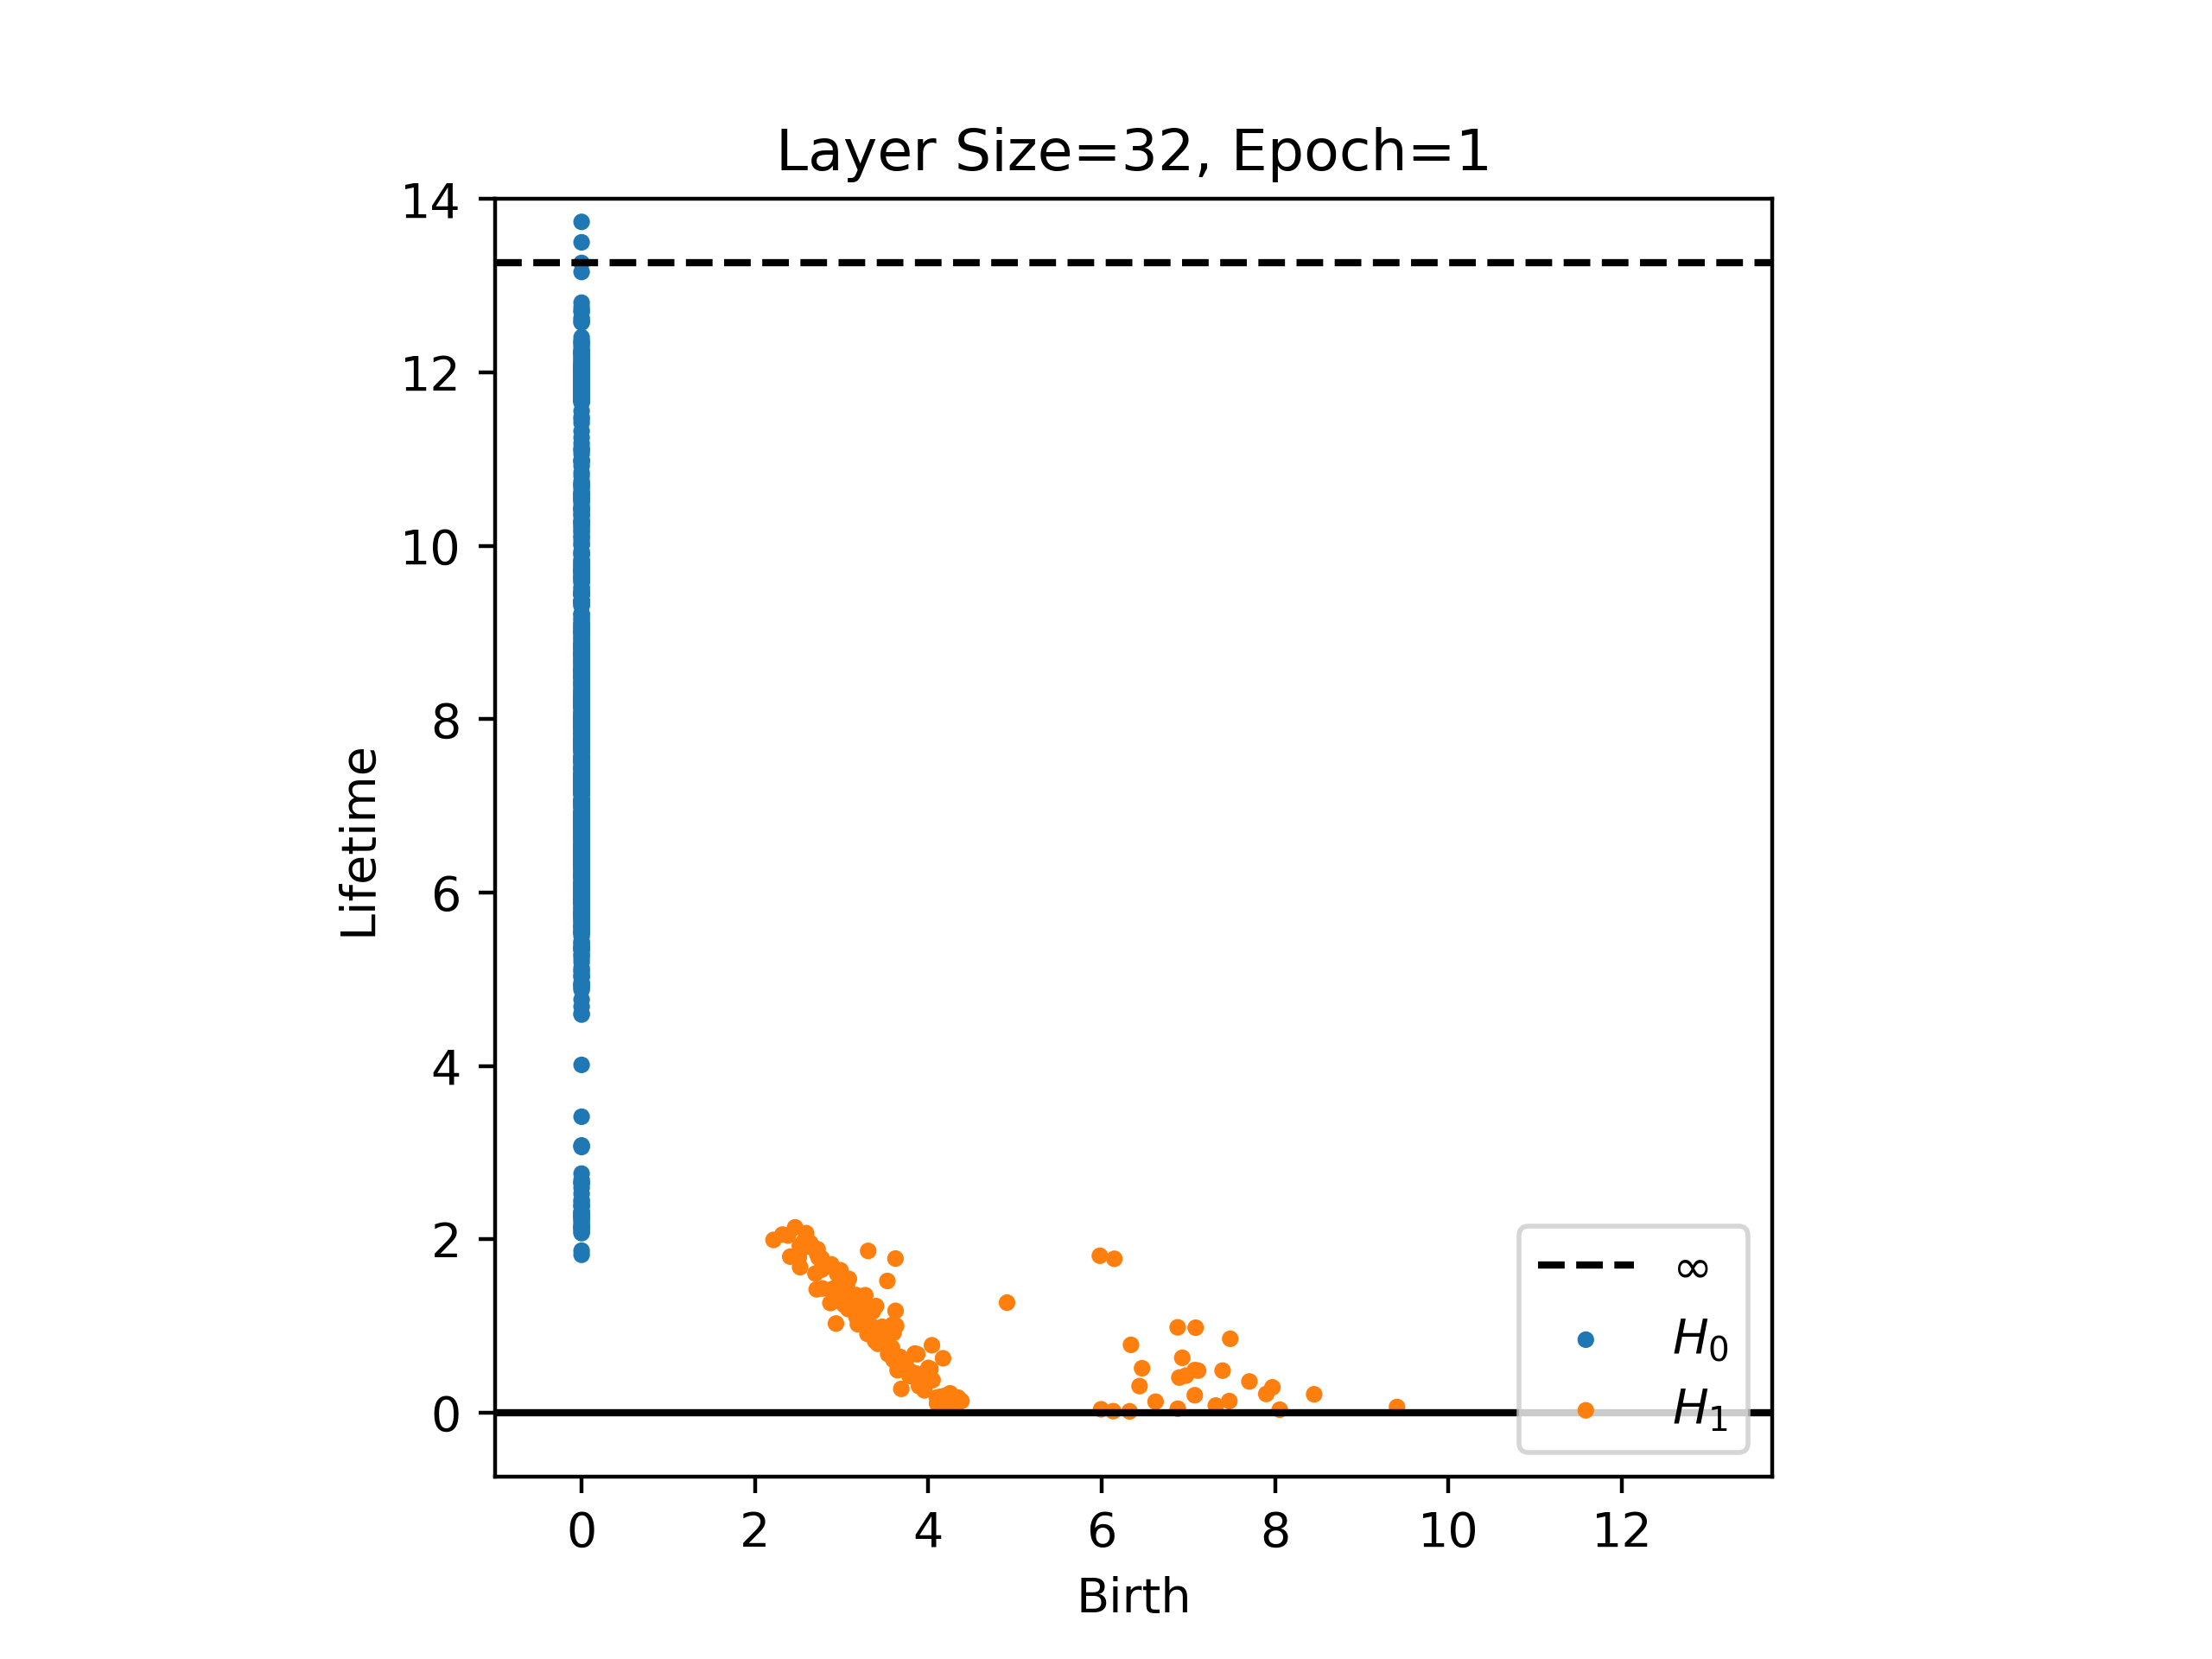 Layer Size=32, Epoch=1
14
12
10
8
6
4
2
0
Lifetime
∞
H₀
H₁
0 2 4 6 8 10 12
Birth